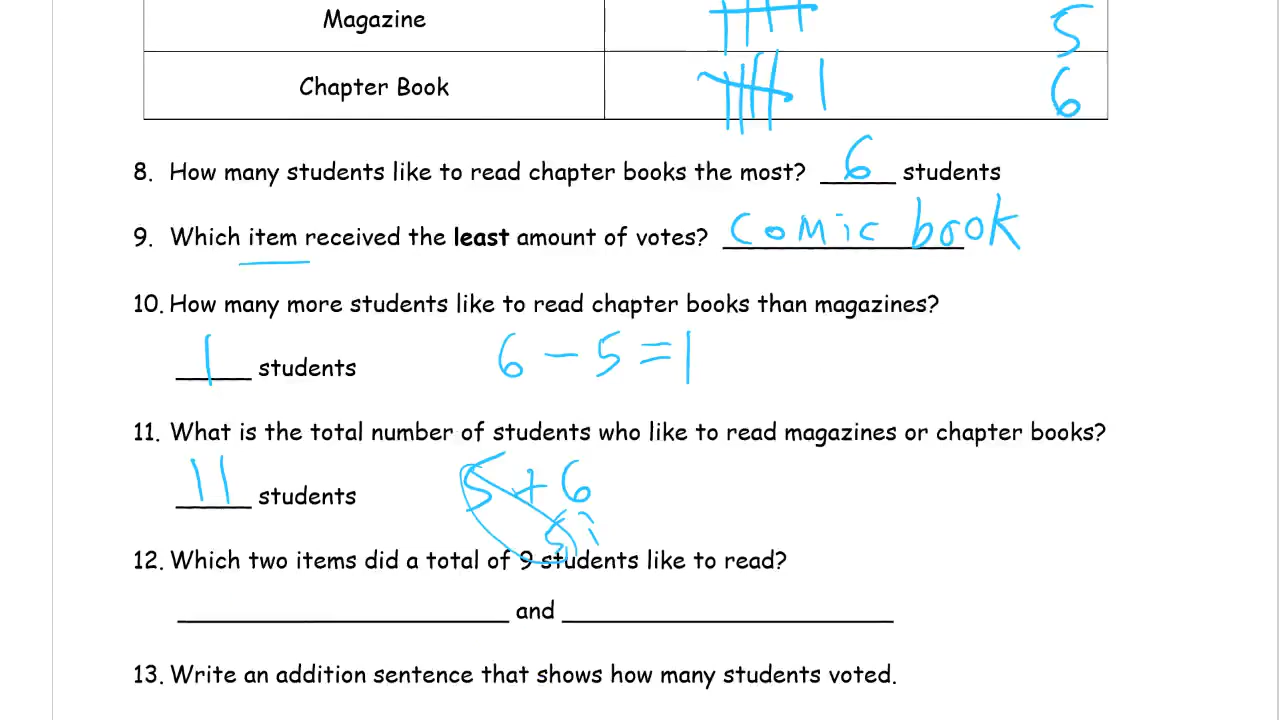 Magazine 5
Chapter Book 1 6
8. How many students like to read chapter books the most? 6 students
9. Which item received the least amount of votes? comic book
10. How many more students like to read chapter books than magazines?
1 students 6 - 5 = 1
11. What is the total number of students who like to read magazines or chapter books?
11 students 5 + 6
5 1
12. Which two items did a total of 9 students like to read?
and
13. Write an addition sentence that shows how many students voted.